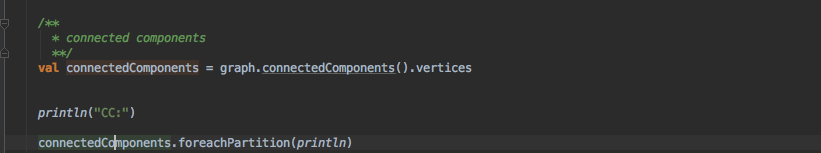 /**
* connected components
**/
val connectedComponents = graph.connectedComponents().vertices
println("CC:")
connectedComponents.foreachPartition(println)